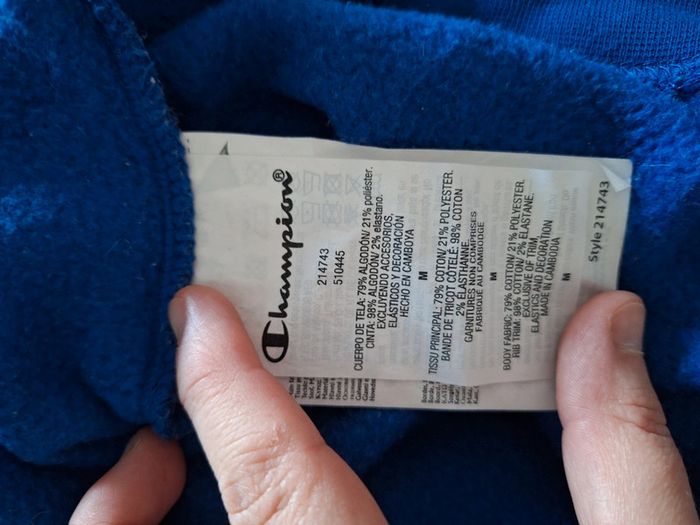 Champion®
214743
510445
CUERPO DE TELA: 79% ALGODÓN/ 21% poliéster.
CINTA: 98% ALGODÓN/ 2% elastano.
EXCLUYENDO ACCESORIOS,
ELÁSTICOS Y DECORACIÓN
HECHO EN CAMBOYA
M
TISSU PRINCIPAL: 79% COTON/ 21% POLYESTER.
BANDE DE TRICOT CÔTELÉ: 98% COTON
2% ELASTHANNE.
GARNITURES NON COMPRISES
FABRIQUÉ AU CAMBODGE
M
BODY FABRIC: 79% COTTON/ 21% POLYESTER.
RIB TRIM: 98% COTTON/ 2% ELASTANE.
EXCLUSIVE OF TRIM,
ELASTICS AND DECORATION
MADE IN CAMBODIA
M
Style 214743